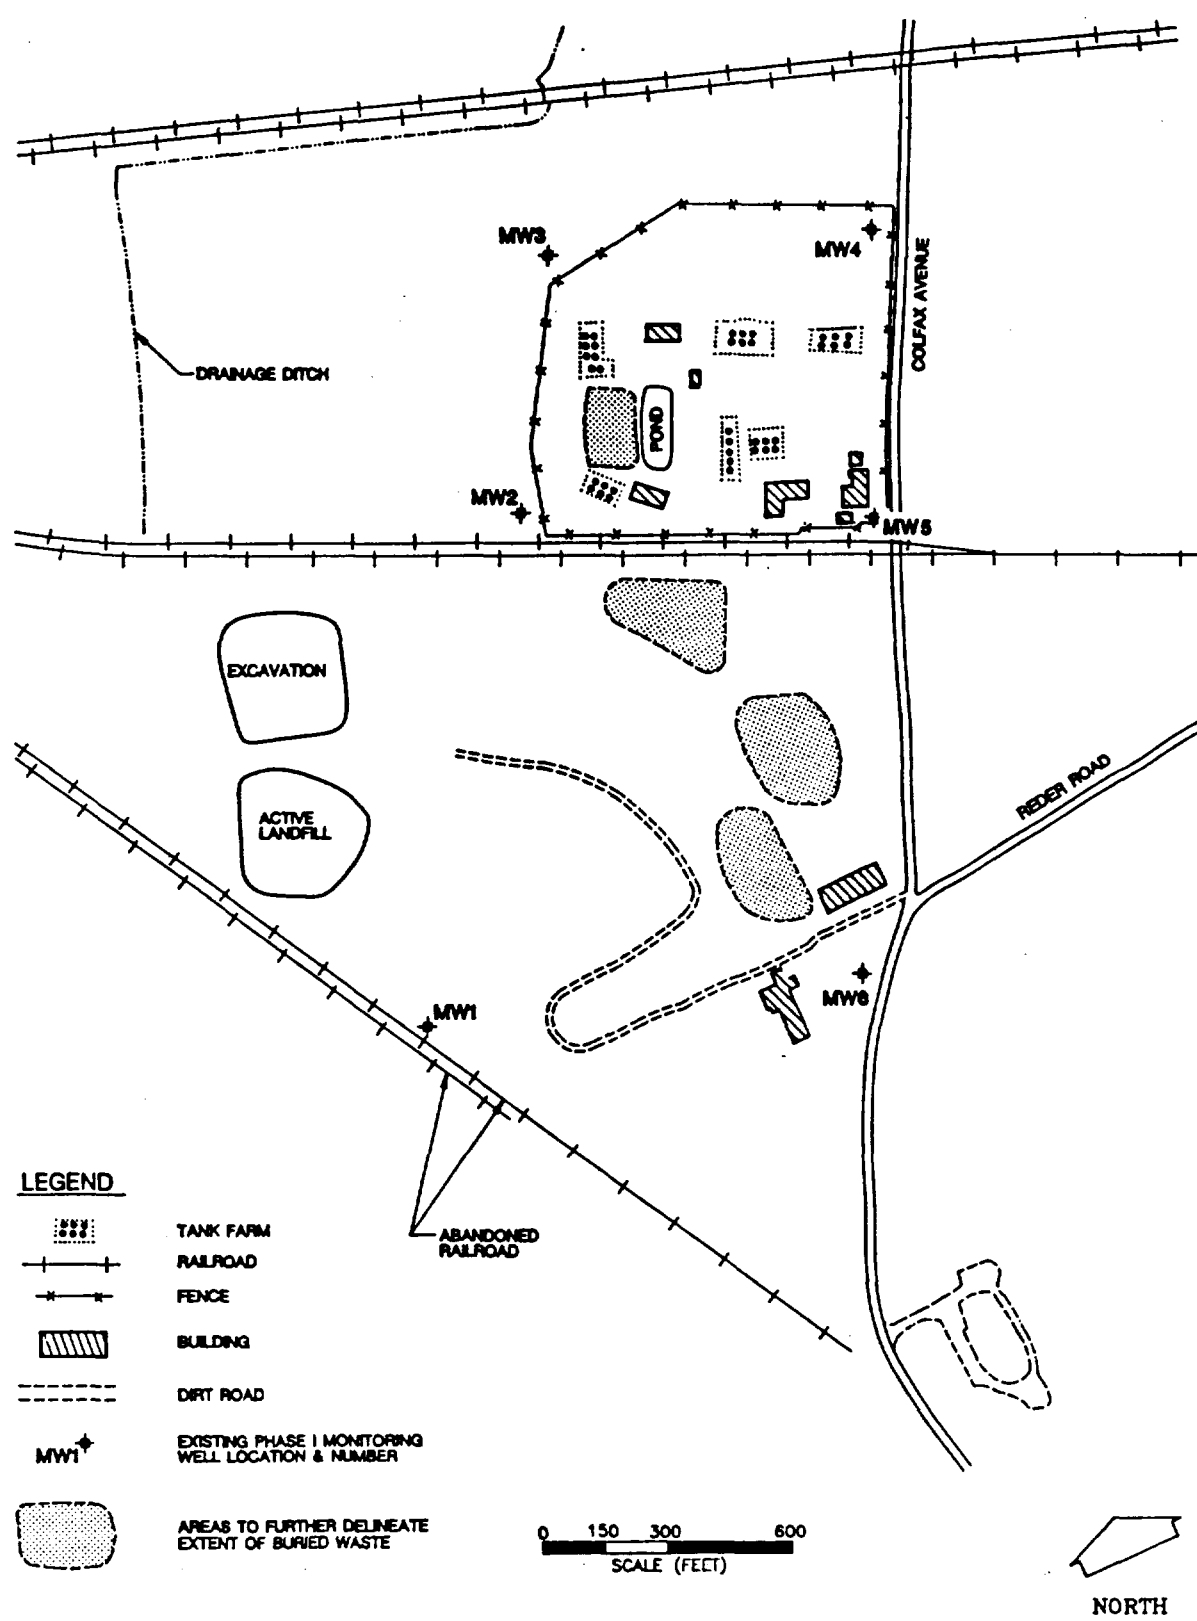 MW3
MW4
COLFAX AVENUE
DRAINAGE DITCH
POND
MW2
MW5
EXCAVATION
REDER ROAD
ACTIVE
LANDFILL
MW6
MW1
LEGEND
ABANDONED
RAILROAD
TANK FARM
RAILROAD
FENCE
BUILDING
DIRT ROAD
MW1
EXISTING PHASE I MONITORING
WELL LOCATION & NUMBER
AREAS TO FURTHER DELINEATE
EXTENT OF BURIED WASTE
0 150 300 600
SCALE (FEET)
NORTH